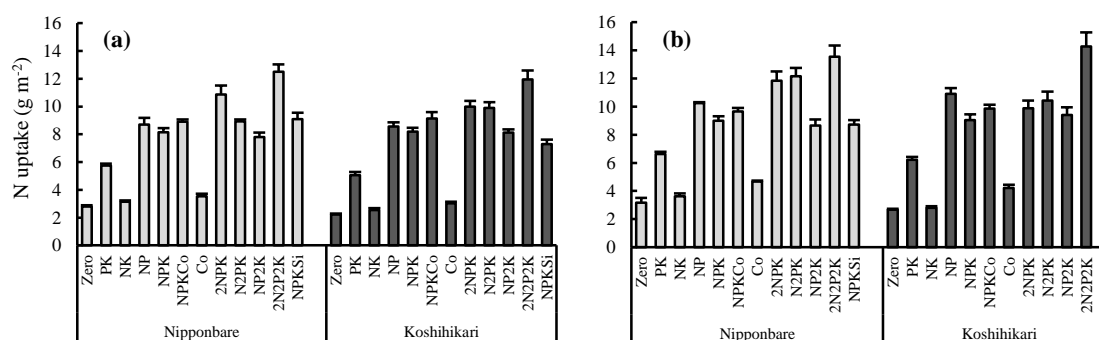 (a)
N uptake (g m-2)
16
14
12
10
8
6
4
2
0
Zero PK NK NP NPK NPKCo Co 2NPK N2PK NP2K 2N2P2K NPKSi Zero PK NK NP NPK NPKCo Co 2NPK N2PK NP2K 2N2P2K NPKSi
Nipponbare Koshihikari
(b)
16
14
12
10
8
6
4
2
0
Zero PK NK NP NPK NPKCo Co 2NPK N2PK NP2K 2N2P2K NPKSi Zero PK NK NP NPK NPKCo Co 2NPK N2PK NP2K 2N2P2K
Nipponbare Koshihikari